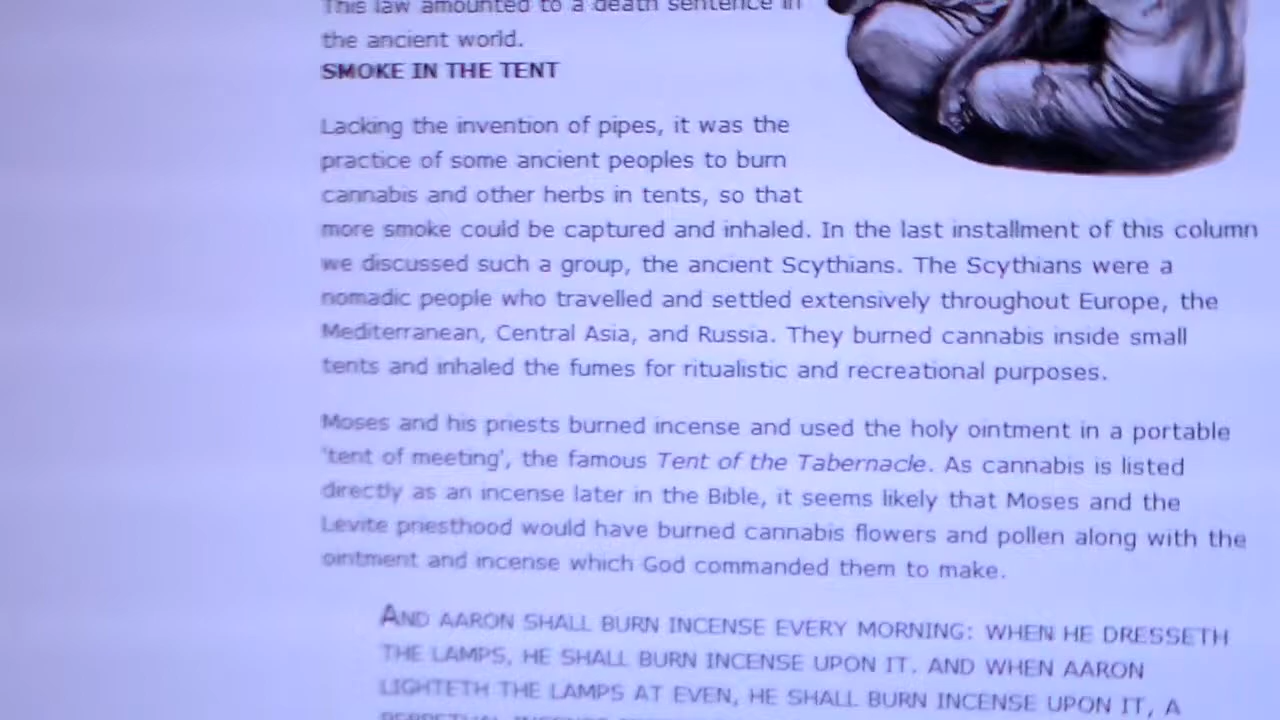 This law amounted to a death sentence in
the ancient world.
SMOKE IN THE TENT
Lacking the invention of pipes, it was the
practice of some ancient peoples to burn
cannabis and other herbs in tents, so that
more smoke could be captured and inhaled. In the last installment of this column
we discussed such a group, the ancient Scythians. The Scythians were a
nomadic people who travelled and settled extensively throughout Europe, the
Mediterranean, Central Asia, and Russia. They burned cannabis inside small
tents and inhaled the fumes for ritualistic and recreational purposes.
Moses and his priests burned incense and used the holy ointment in a portable
'tent of meeting', the famous Tent of the Tabernacle. As cannabis is listed
directly as an incense later in the Bible, it seems likely that Moses and the
Levite priesthood would have burned cannabis flowers and pollen along with the
ointment and incense which God commanded them to make.
AND AARON SHALL BURN INCENSE EVERY MORNING: WHEN HE DRESSETH
THE LAMPS, HE SHALL BURN INCENSE UPON IT. AND WHEN AARON
LIGHTETH THE LAMPS AT EVEN, HE SHALL BURN INCENSE UPON IT, A
PERPETUAL INCENSE